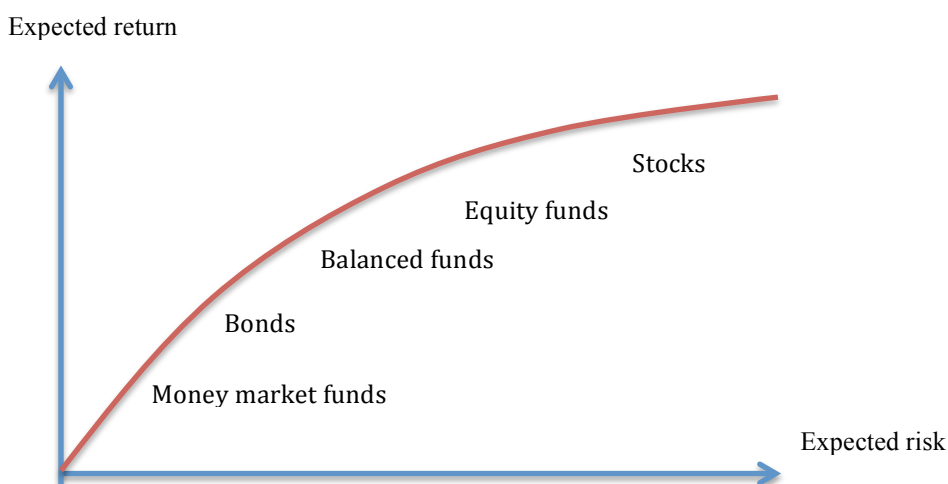 Expected return
Stocks
Equity funds
Balanced funds
Bonds
Money market funds
Expected risk